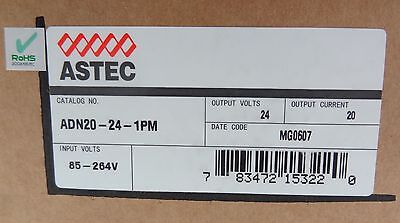 RoHS
ASTEC
CATALOG NO.
ADN20-24-1PM
OUTPUT VOLTS
24
OUTPUT CURRENT
20
DATE CODE
MG0607
INPUT VOLTS
85-264V
7 83472 15322 0